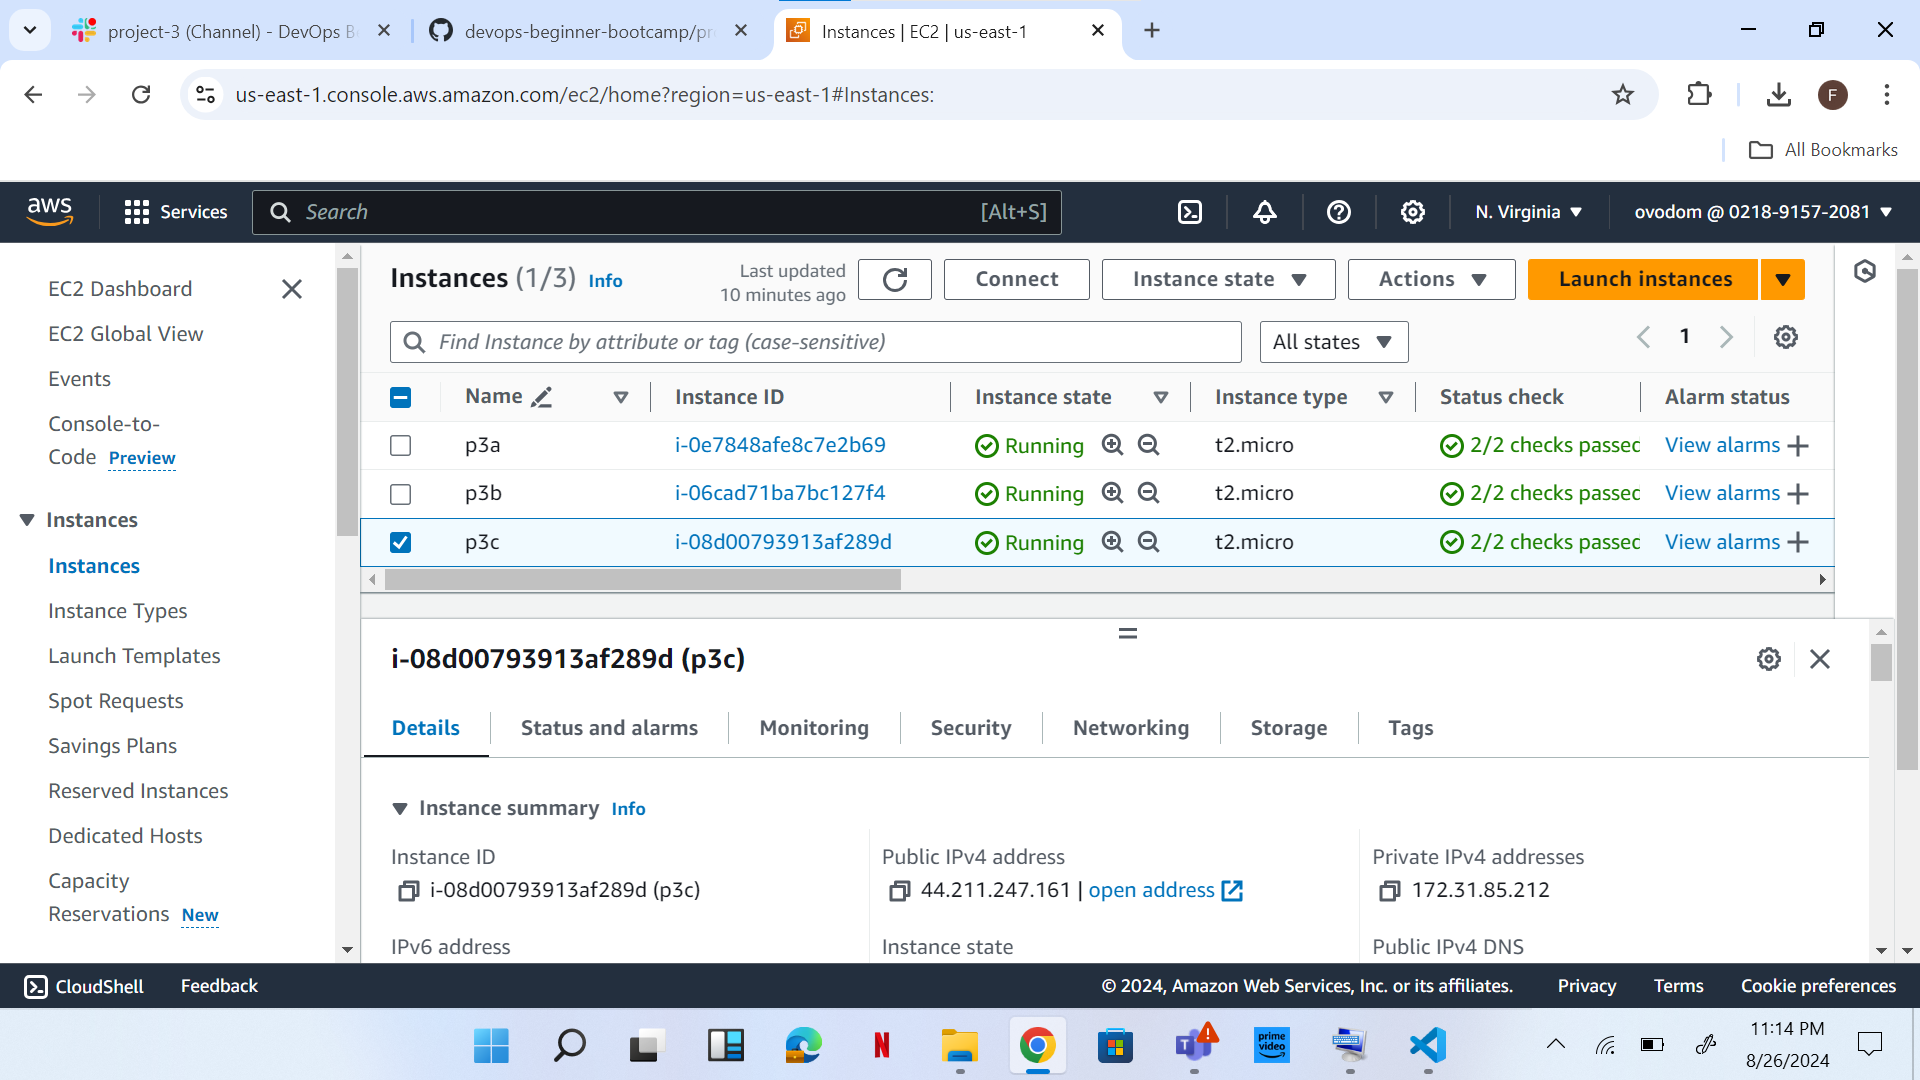 project-3 (Channel) - DevOps B
devops-beginner-bootcamp/pr
Instances | EC2 | us-east-1
us-east-1.console.aws.amazon.com/ec2/home?region=us-east-1#Instances:
F
All Bookmarks
aws
Services
Search
[Alt+S]
N. Virginia
ovodom @ 0218-9157-2081
EC2 Dashboard
EC2 Global View
Events
Console-to-
Code Preview
Instances
Instances
Instance Types
Launch Templates
Spot Requests
Savings Plans
Reserved Instances
Dedicated Hosts
Capacity
Reservations New
Instances (1/3) Info
Last updated
10 minutes ago
Connect
Instance state
Actions
Launch instances
Find Instance by attribute or tag (case-sensitive)
All states
1
Name Instance ID Instance state Instance type Status check Alarm status
p3a i-0e7848afe8c7e2b69 Running t2.micro 2/2 checks passed View alarms
p3b i-06cad71ba7bc127f4 Running t2.micro 2/2 checks passed View alarms
p3c i-08d00793913af289d Running t2.micro 2/2 checks passed View alarms
i-08d00793913af289d (p3c)
Details Status and alarms Monitoring Security Networking Storage Tags
Instance summary Info
Instance ID Public IPv4 address Private IPv4 addresses
i-08d00793913af289d (p3c) 44.211.247.161 | open address 172.31.85.212
IPv6 address Instance state Public IPv4 DNS
CloudShell Feedback © 2024, Amazon Web Services, Inc. or its affiliates. Privacy Terms Cookie preferences
N
prime
video
11:14 PM
8/26/2024